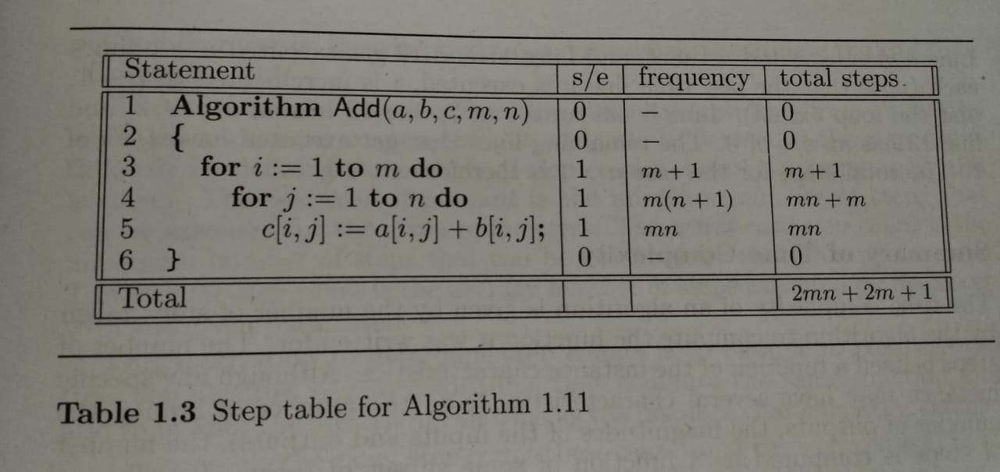 Statement s/e frequency total steps
1 Algorithm Add(a, b, c, m, n) 0 — 0
2 { 0 — 0
3 for i := 1 to m do 1 m + 1 m + 1
4 for j := 1 to n do 1 m(n + 1) mn + m
5 c[i, j] := a[i, j] + b[i, j]; 1 mn mn
6 } 0 — 0
Total 2mn + 2m + 1
Table 1.3 Step table for Algorithm 1.11